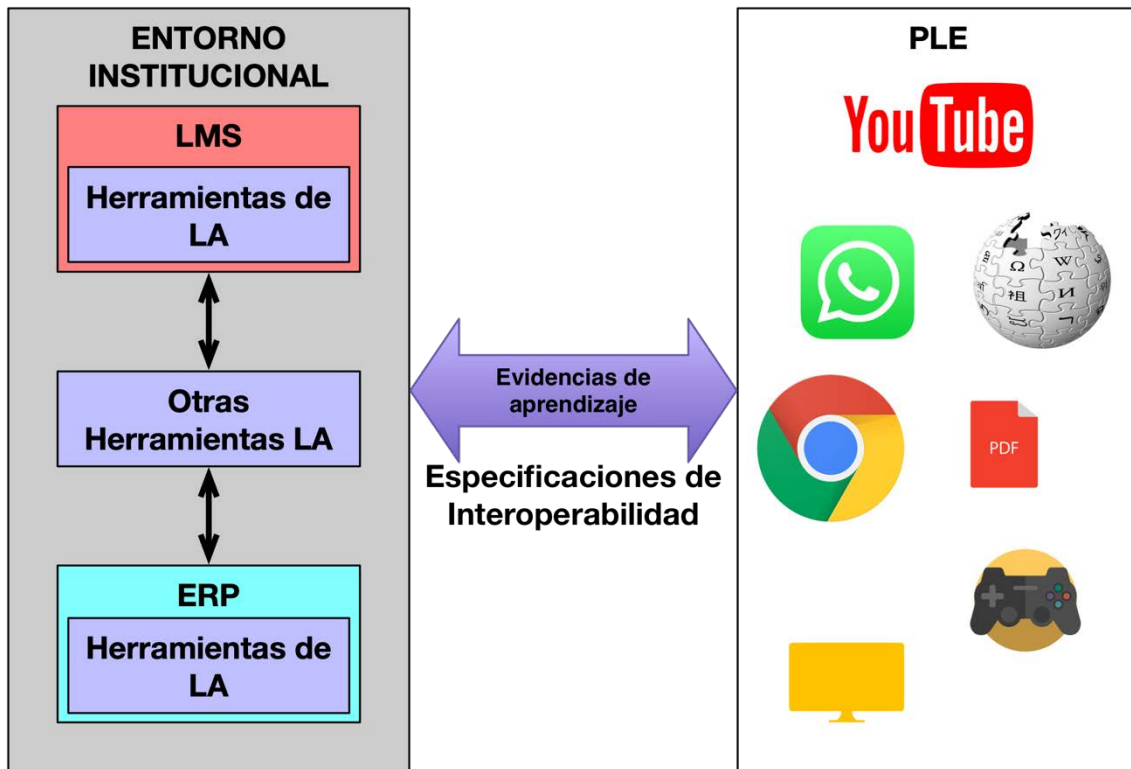 ENTORNO
INSTITUCIONAL
LMS
Herramientas de
LA
Otras
Herramientas LA
ERP
Herramientas de
LA
Evidencias de
aprendizaje
Especificaciones de
Interoperabilidad
PLE
YouTube
Ω W
祖 И
PDF